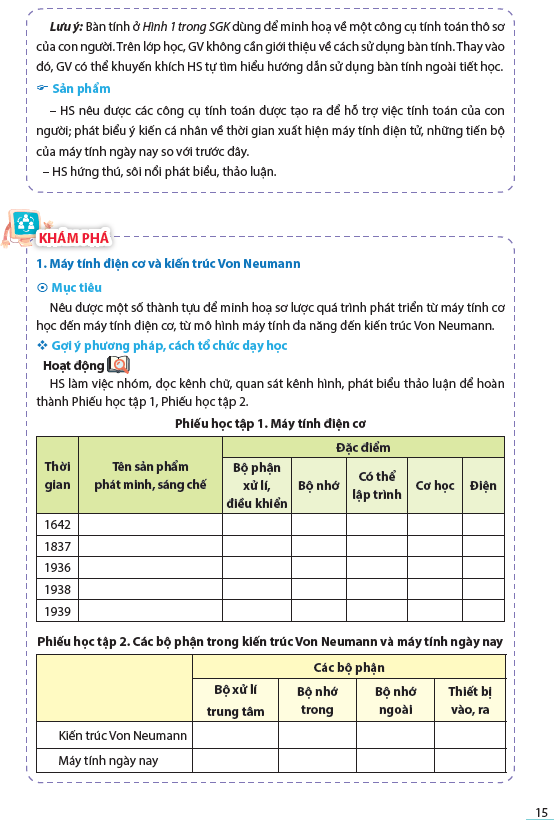 Lưu ý: Bàn tính ở Hình 1 trong SGK dùng để minh hoạ về một công cụ tính toán thô sơ
của con người. Trên lớp học, GV không cần giới thiệu về cách sử dụng bàn tính. Thay vào
đó, GV có thể khuyến khích HS tự tìm hiểu hướng dẫn sử dụng bàn tính ngoài tiết học.
☞ Sản phẩm
– HS nêu được các công cụ tính toán được tạo ra để hỗ trợ việc tính toán của con
người; phát biểu ý kiến cá nhân về thời gian xuất hiện máy tính điện tử, những tiến bộ
của máy tính ngày nay so với trước đây.
– HS hứng thú, sôi nổi phát biểu, thảo luận.
KHÁM PHÁ
1. Máy tính điện cơ và kiến trúc Von Neumann
⦿ Mục tiêu
Nêu được một số thành tựu để minh hoạ sơ lược quá trình phát triển từ máy tính cơ
học đến máy tính điện cơ, từ mô hình máy tính đa năng đến kiến trúc Von Neumann.
❖ Gợi ý phương pháp, cách tổ chức dạy học
Hoạt động
HS làm việc nhóm, đọc kênh chữ, quan sát kênh hình, phát biểu thảo luận để hoàn
thành Phiếu học tập 1, Phiếu học tập 2.
Phiếu học tập 1. Máy tính điện cơ
Thời
gian
Tên sản phẩm
phát minh, sáng chế
Đặc điểm
Bộ phận
xử lí,
điều khiển
Bộ nhớ
Có thể
lập trình
Cơ học
Điện
1642
1837
1936
1938
1939
Phiếu học tập 2. Các bộ phận trong kiến trúc Von Neumann và máy tính ngày nay
Các bộ phận
Bộ xử lí
trung tâm
Bộ nhớ
trong
Bộ nhớ
ngoài
Thiết bị
vào, ra
Kiến trúc Von Neumann
Máy tính ngày nay
15